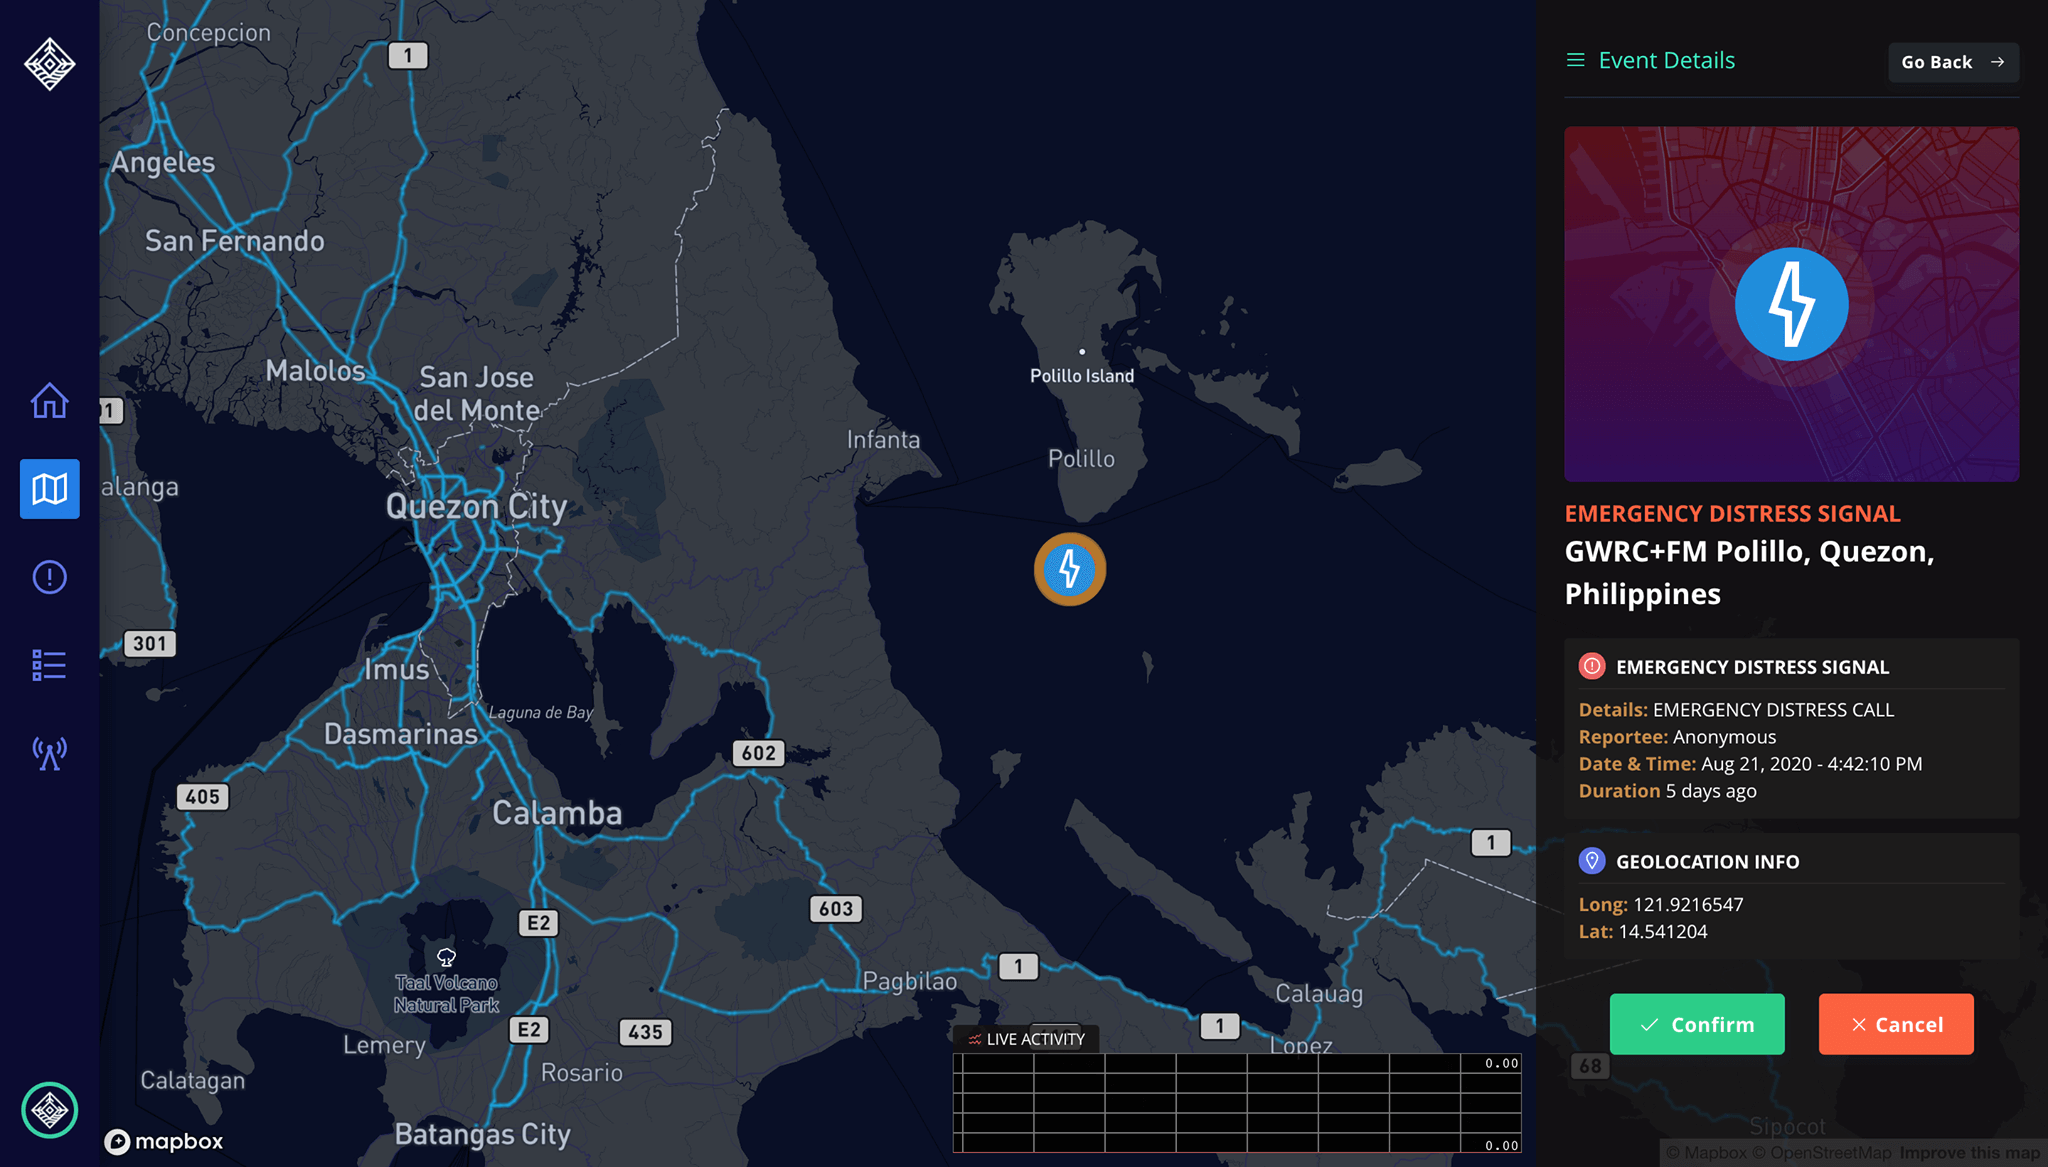 Concepcion
1
Angeles
San Fernando
Malolos
San Jose
del Monte
01
alanga
Quezon City
Infanta
Polillo Island
Polillo
301
Imus
Laguna de Bay
Dasmarinas
602
405
Calamba
1
603
E2
Taal Volcano
Natural Park
Pagbilao
1
Calauag
E2
435
1
Lopez
Lemery
Rosario
Calatagan
Batangas City
mapbox
LIVE ACTIVITY
0.00
0.00
Event Details
Go Back
EMERGENCY DISTRESS SIGNAL
GWRC+FM Polillo, Quezon,
Philippines
EMERGENCY DISTRESS SIGNAL
Details: EMERGENCY DISTRESS CALL
Reportee: Anonymous
Date & Time: Aug 21, 2020 - 4:42:10 PM
Duration 5 days ago
GEOLOCATION INFO
Long: 121.9216547
Lat: 14.541204
Confirm
Cancel
68
Sipocot
© Mapbox © OpenStreetMap Improve this map